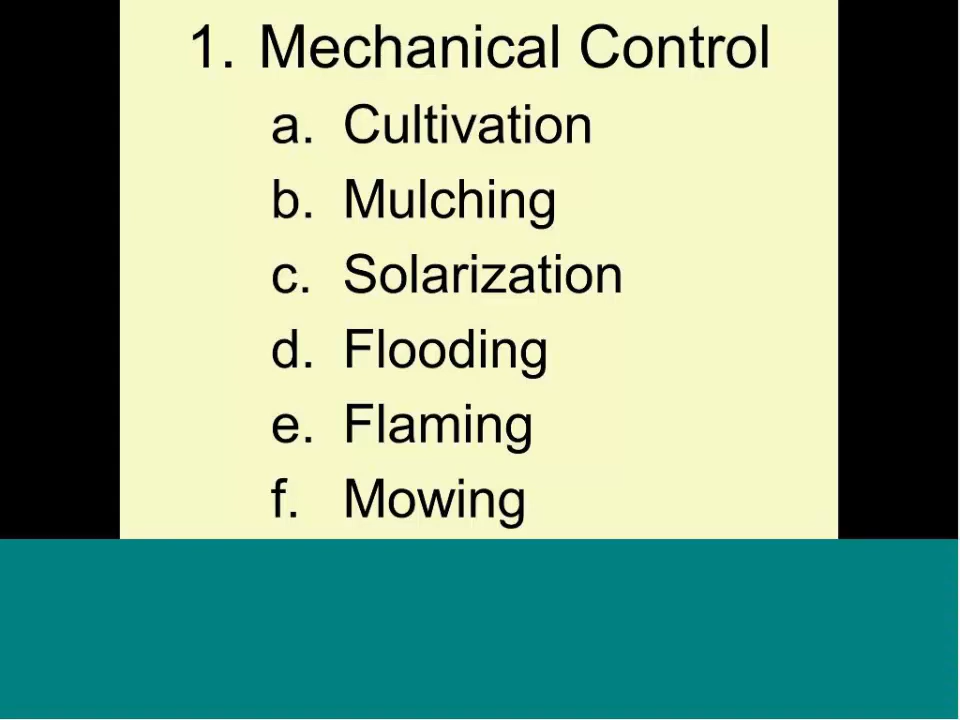 1. Mechanical Control
a. Cultivation
b. Mulching
c. Solarization
d. Flooding
e. Flaming
f. Mowing